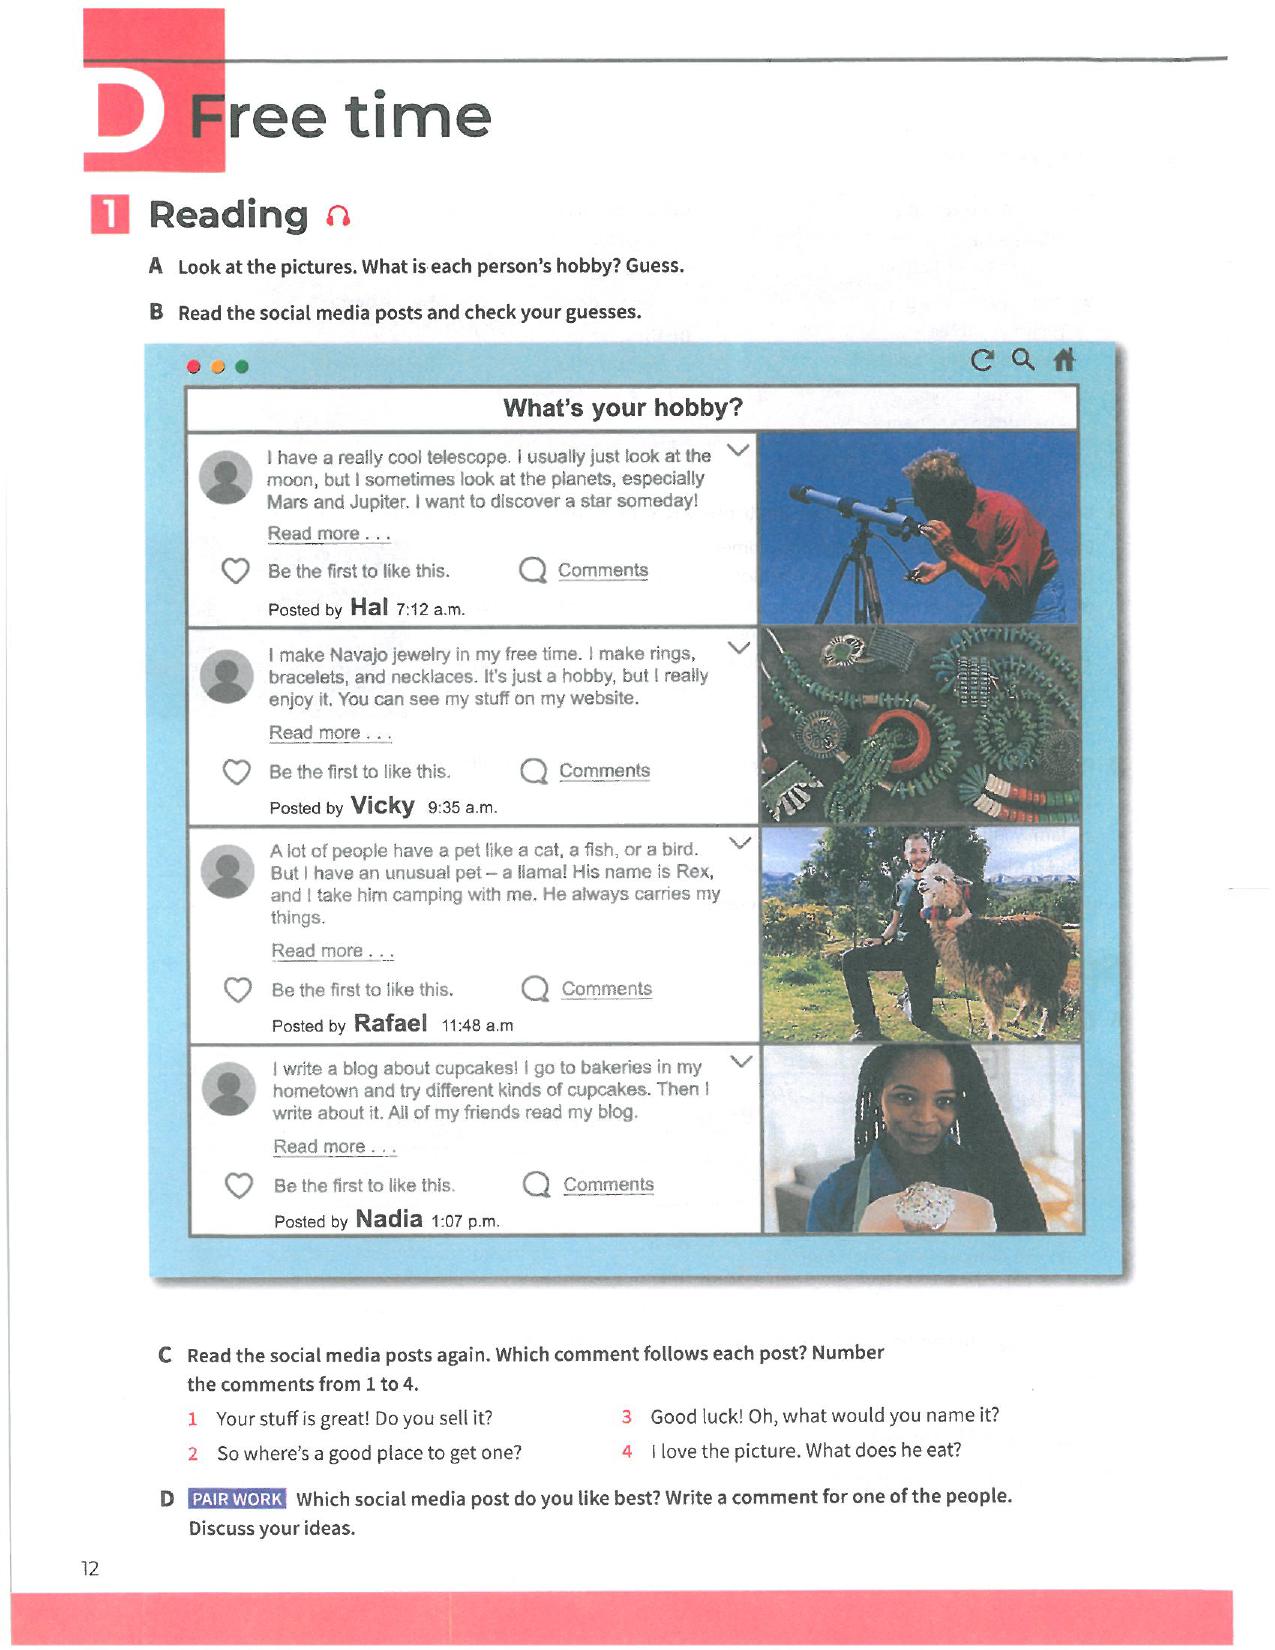 D Free time
1 Reading
A Look at the pictures. What is each person's hobby? Guess.
B Read the social media posts and check your guesses.
What's your hobby?
I have a really cool telescope. I usually just look at the
moon, but I sometimes look at the planets, especially
Mars and Jupiter. I want to discover a star someday!
Read more . . .
Be the first to like this. Comments
Posted by Hal 7:12 a.m.
I make Navajo jewelry in my free time. I make rings,
bracelets, and necklaces. It's just a hobby, but I really
enjoy it. You can see my stuff on my website.
Read more . . .
Be the first to like this. Comments
Posted by Vicky 9:35 a.m.
A lot of people have a pet like a cat, a fish, or a bird.
But I have an unusual pet – a llama! His name is Rex,
and I take him camping with me. He always carries my
things.
Read more . . .
Be the first to like this. Comments
Posted by Rafael 11:48 a.m
I write a blog about cupcakes! I go to bakeries in my
hometown and try different kinds of cupcakes. Then I
write about it. All of my friends read my blog.
Read more . . .
Be the first to like this. Comments
Posted by Nadia 1:07 p.m.
C Read the social media posts again. Which comment follows each post? Number
the comments from 1 to 4.
1 Your stuff is great! Do you sell it?
2 So where's a good place to get one?
3 Good luck! Oh, what would you name it?
4 I love the picture. What does he eat?
D PAIR WORK Which social media post do you like best? Write a comment for one of the people.
Discuss your ideas.
12